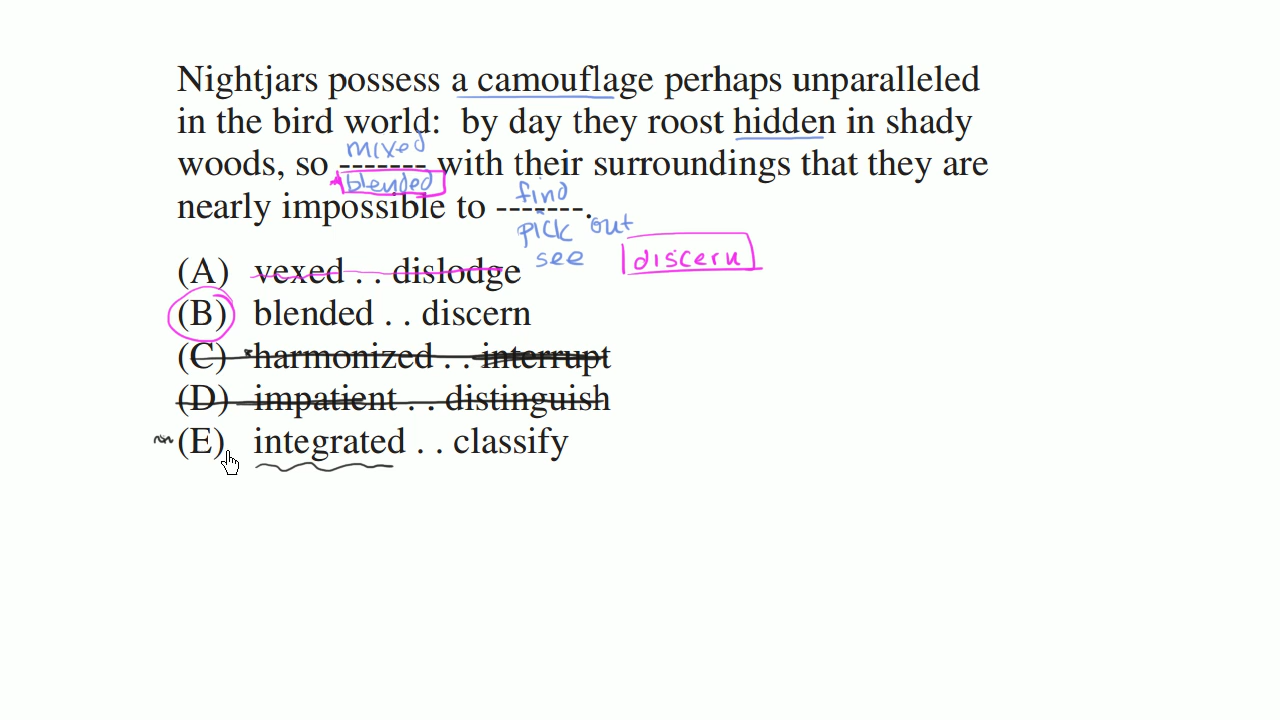 Nightjars possess a camouflage perhaps unparalleled
in the bird world: by day they roost hidden in shady
mixed
woods, so ------- with their surroundings that they are
blended
find
nearly impossible to -------.
pick out
see
discern
(A) vexed . . dislodge
(B) blended . . discern
(C) harmonized . . interrupt
(D) impatient . . distinguish
(E) integrated . . classify